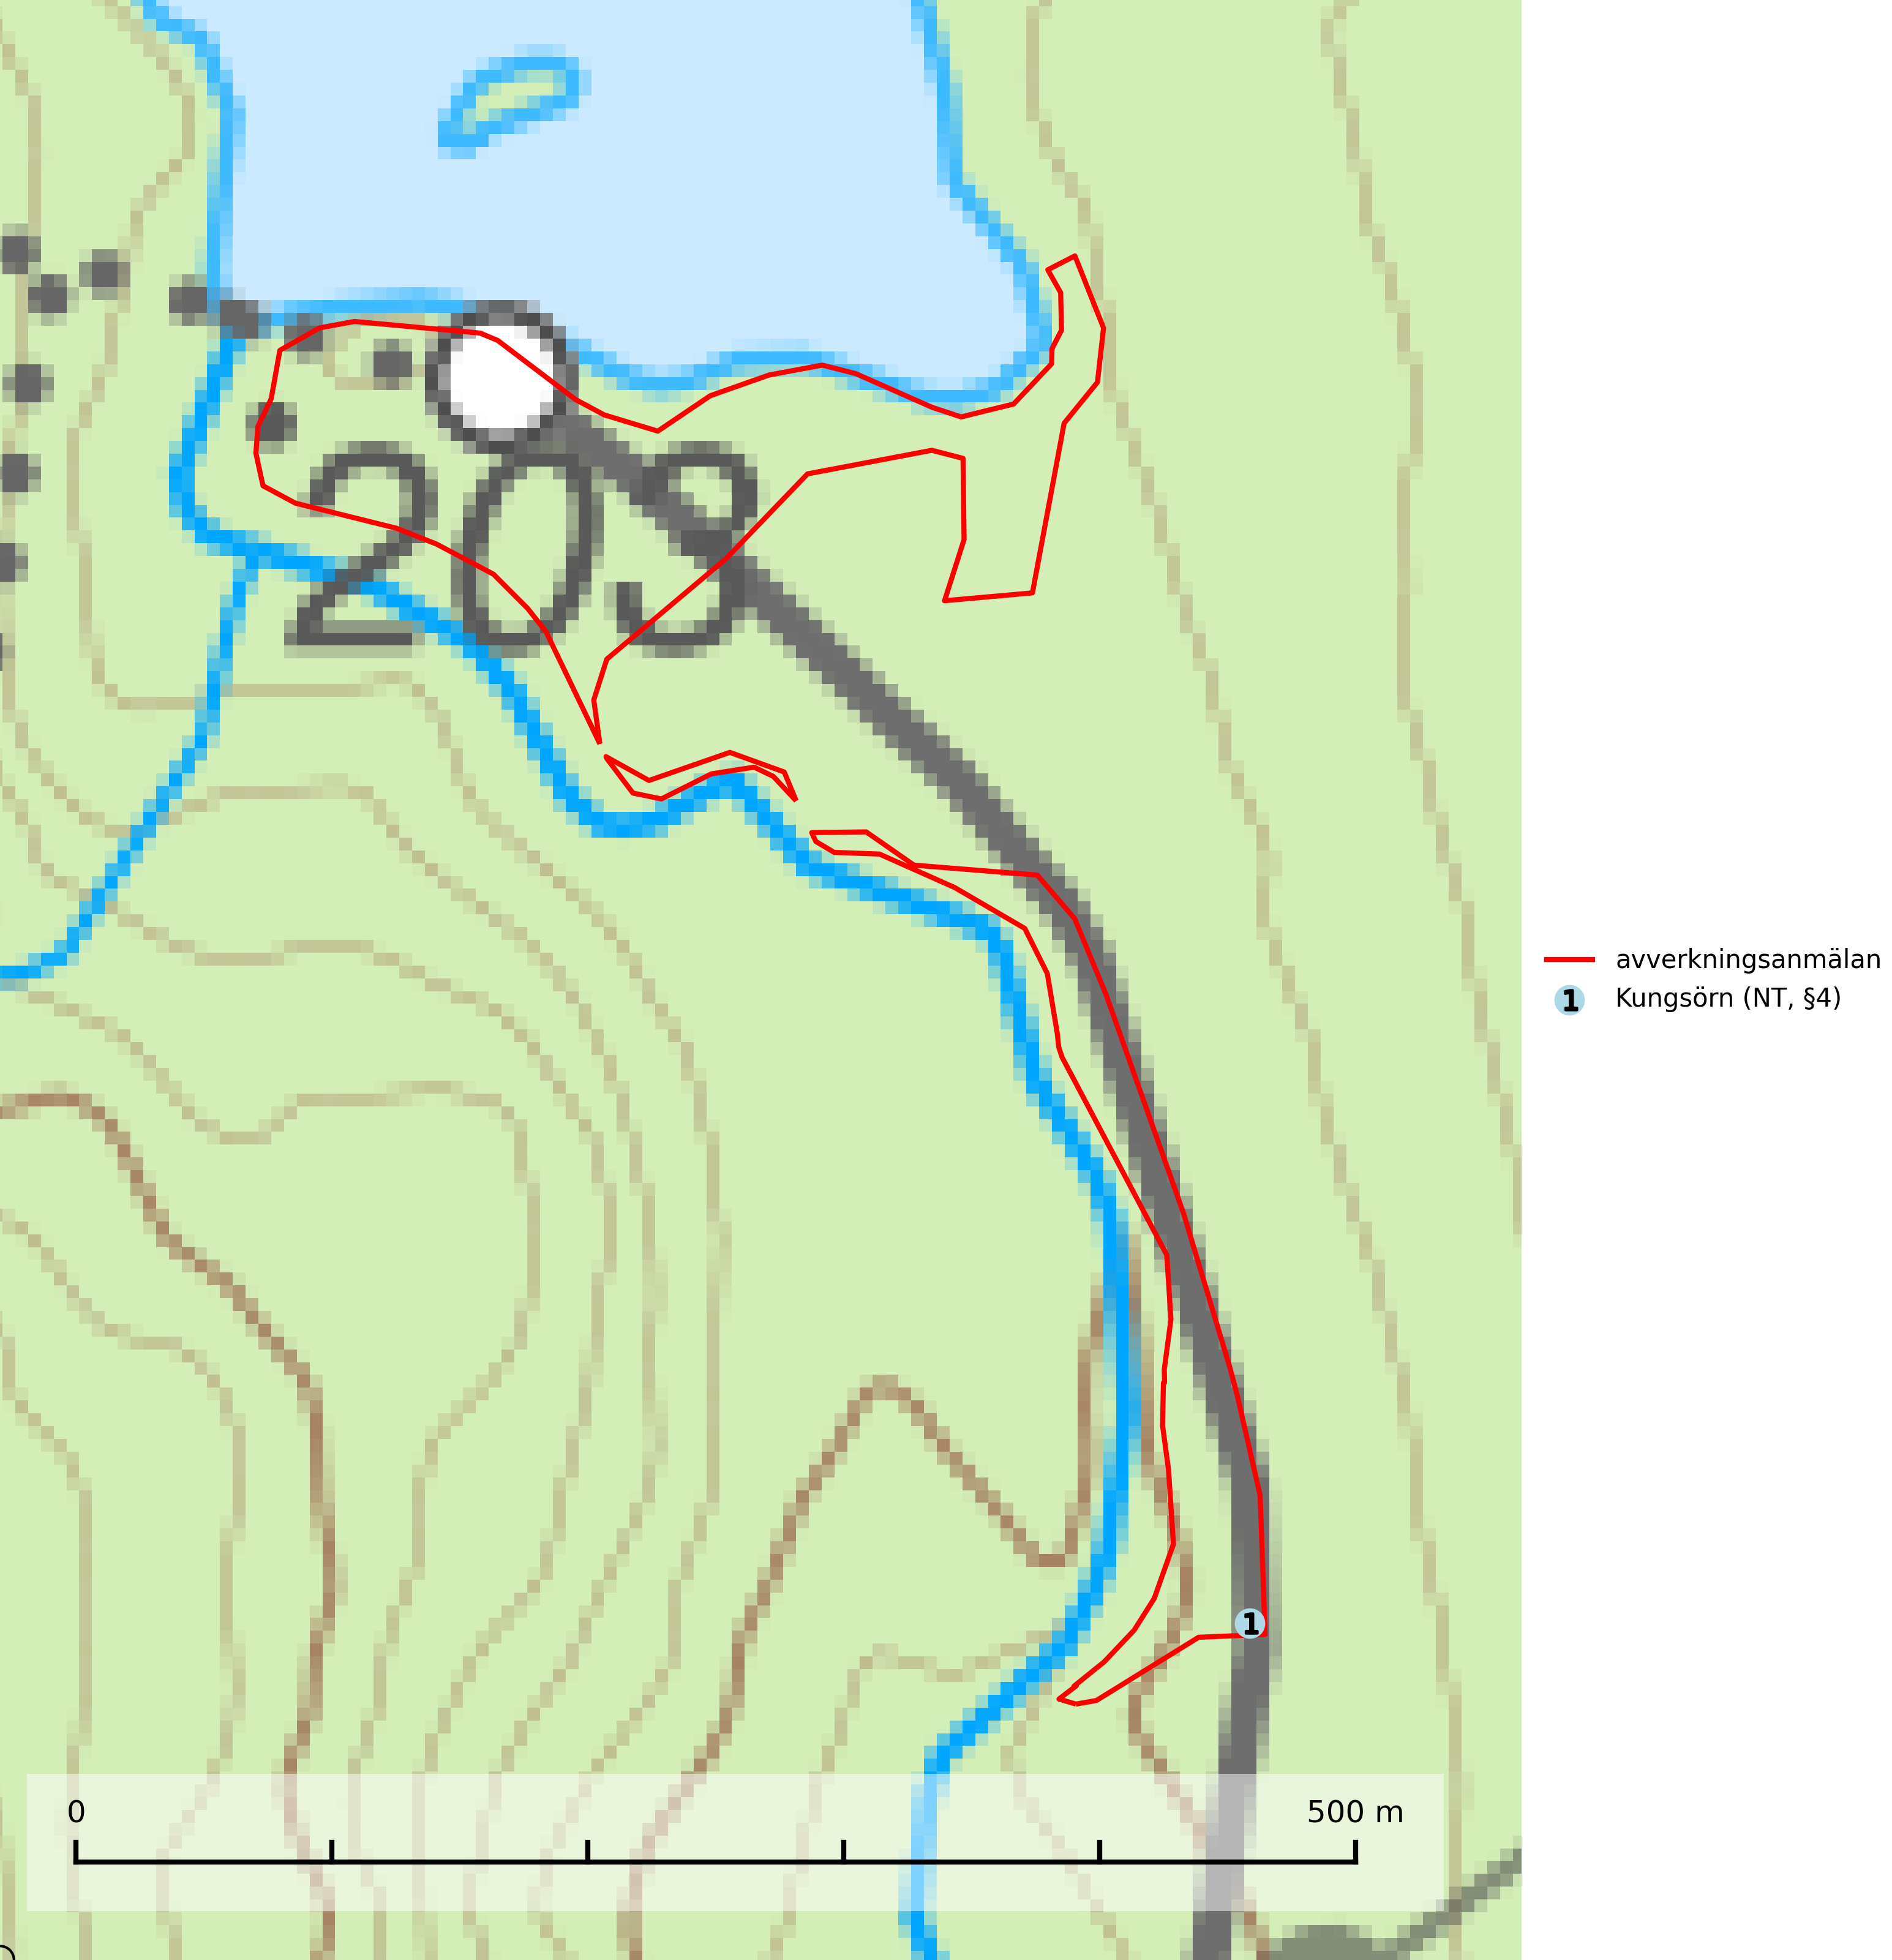 209
avverkningsanmälan
1 Kungsörn (NT, §4)
1
0 500 m